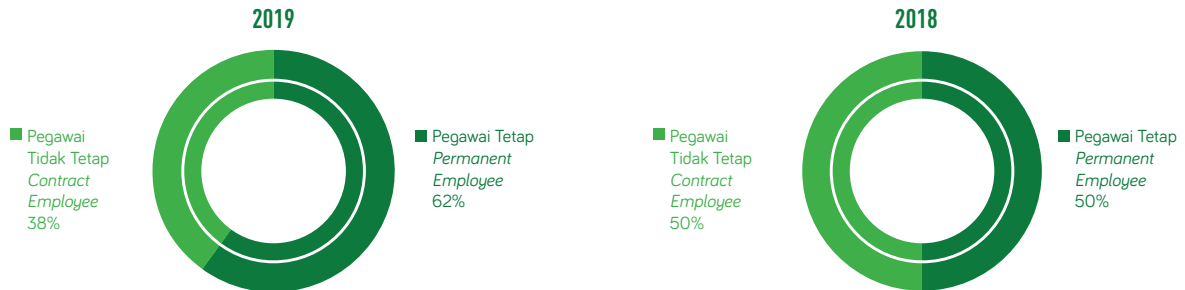 2019
Pegawai
Tidak Tetap
Contract
Employee
38%
Pegawai Tetap
Permanent
Employee
62%
2018
Pegawai
Tidak Tetap
Contract
Employee
50%
Pegawai Tetap
Permanent
Employee
50%